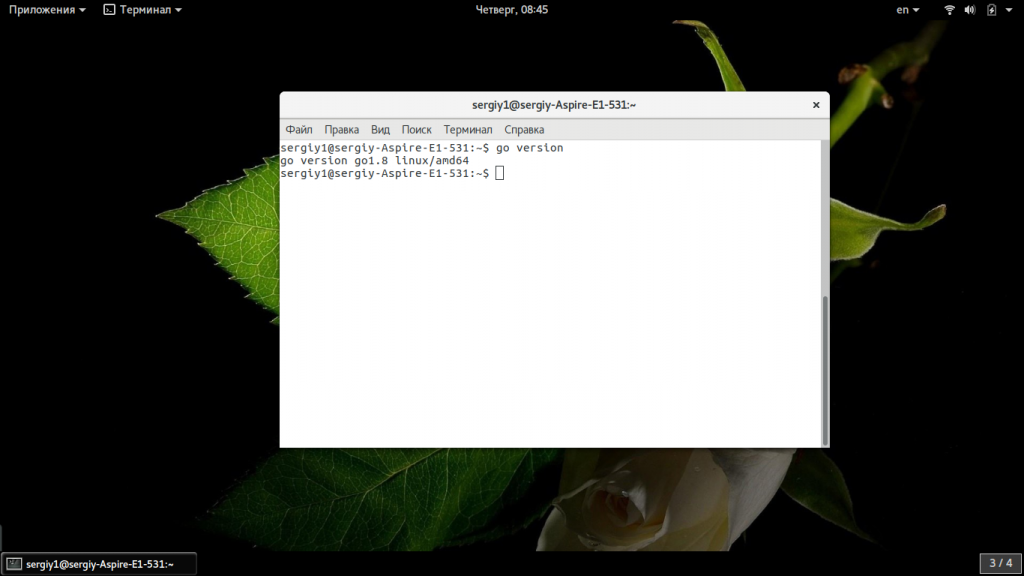 Приложения Терминал Четверг, 08:45 en
sergiy1@sergiy-Aspire-E1-531:~
Файл Правка Вид Поиск Терминал Справка
sergiy1@sergiy-Aspire-E1-531:~$ go version
go version go1.8 linux/amd64
sergiy1@sergiy-Aspire-E1-531:~$
sergiy1@sergiy-Aspire-E1-531:~ 3 / 4